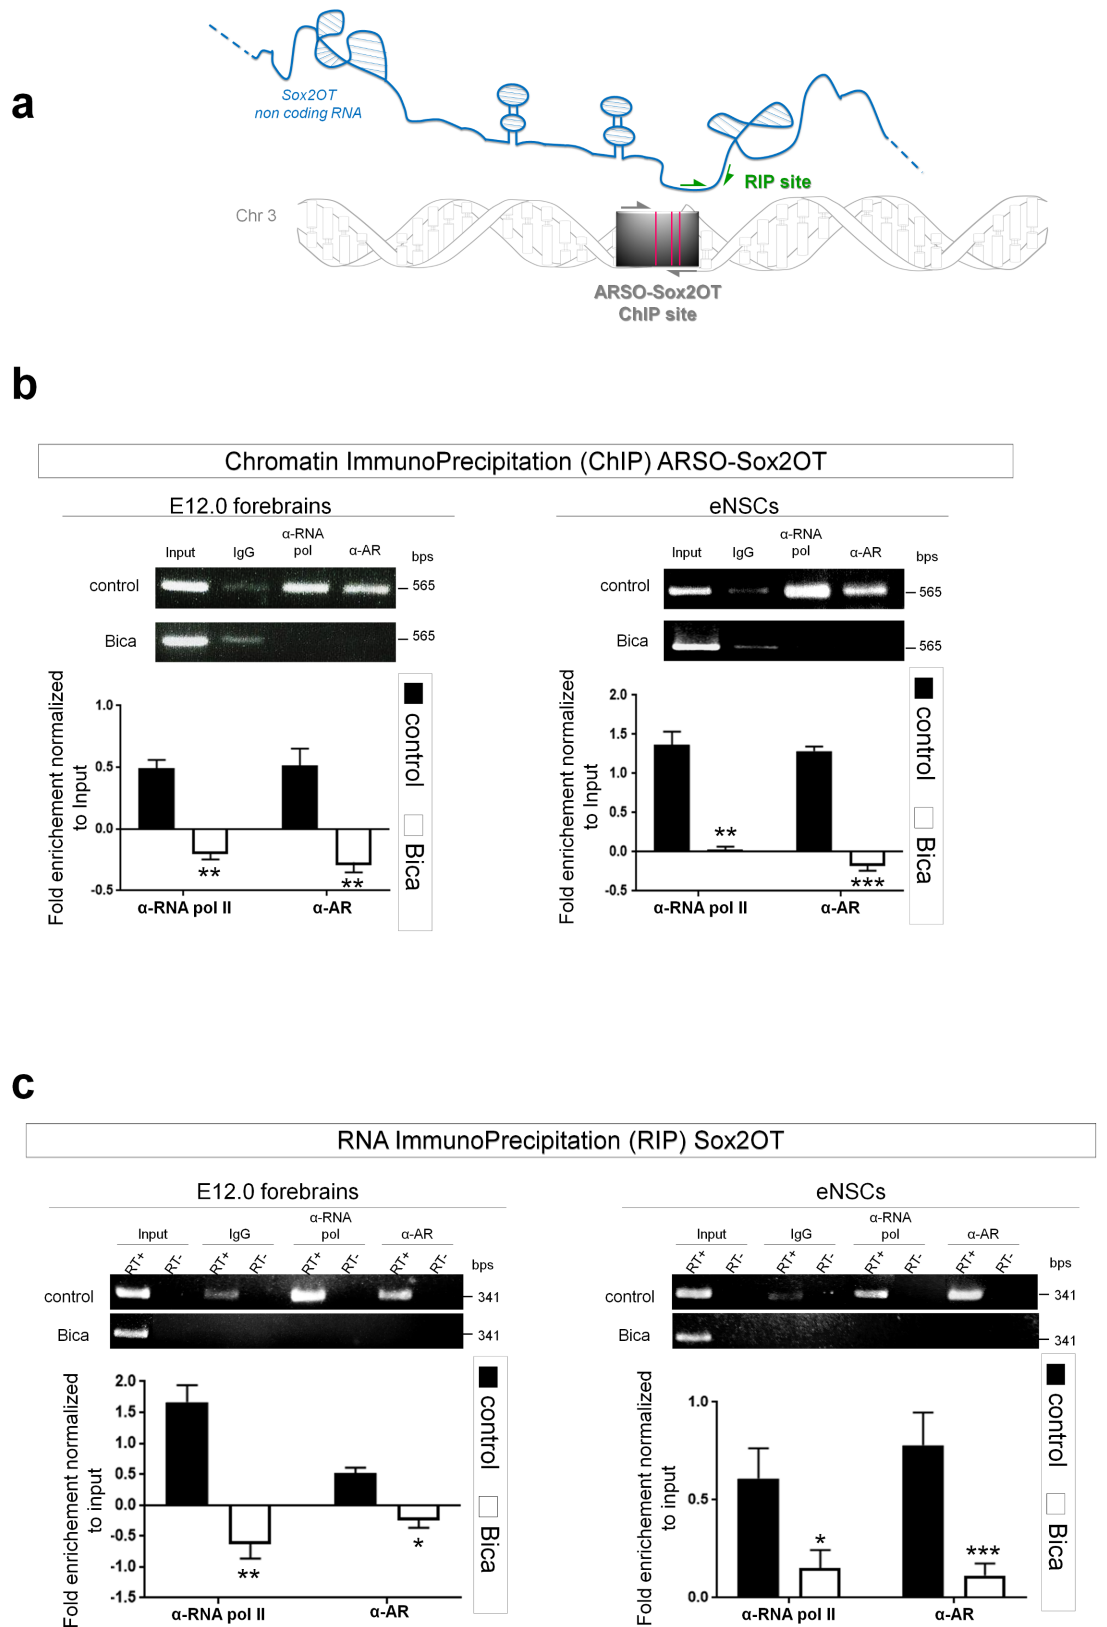 a
Sox2OT
non coding RNA
RIP site
Chr 3
ARSO-Sox2OT
ChIP site
b
Chromatin ImmunoPrecipitation (ChIP) ARSO-Sox2OT
E12.0 forebrains
Input IgG α-RNA pol α-AR bps
control 565
Bica 565
Fold enrichement normalized
to Input
1.0
0.5
0.0
-0.5
** **
α-RNA pol II α-AR
control Bica
eNSCs
Input IgG α-RNA pol α-AR bps
control 565
Bica 565
Fold enrichement normalized
to Input
2.0
1.5
1.0
0.5
0.0
-0.5
** ***
α-RNA pol II α-AR
control Bica
c
RNA ImmunoPrecipitation (RIP) Sox2OT
E12.0 forebrains
Input IgG α-RNA pol α-AR
RT+ RT- RT+ RT- RT+ RT- RT+ RT- bps
control 341
Bica 341
Fold enrichement normalized
to input
2.0
1.5
1.0
0.5
0.0
-0.5
-1.0
-1.5
** *
α-RNA pol II α-AR
control Bica
eNSCs
Input IgG α-RNA pol α-AR
RT+ RT- RT+ RT- RT+ RT- RT+ RT- bps
control 341
Bica 341
Fold enrichement normalized
to input
1.0
0.5
0.0
* ***
α-RNA pol II α-AR
control Bica